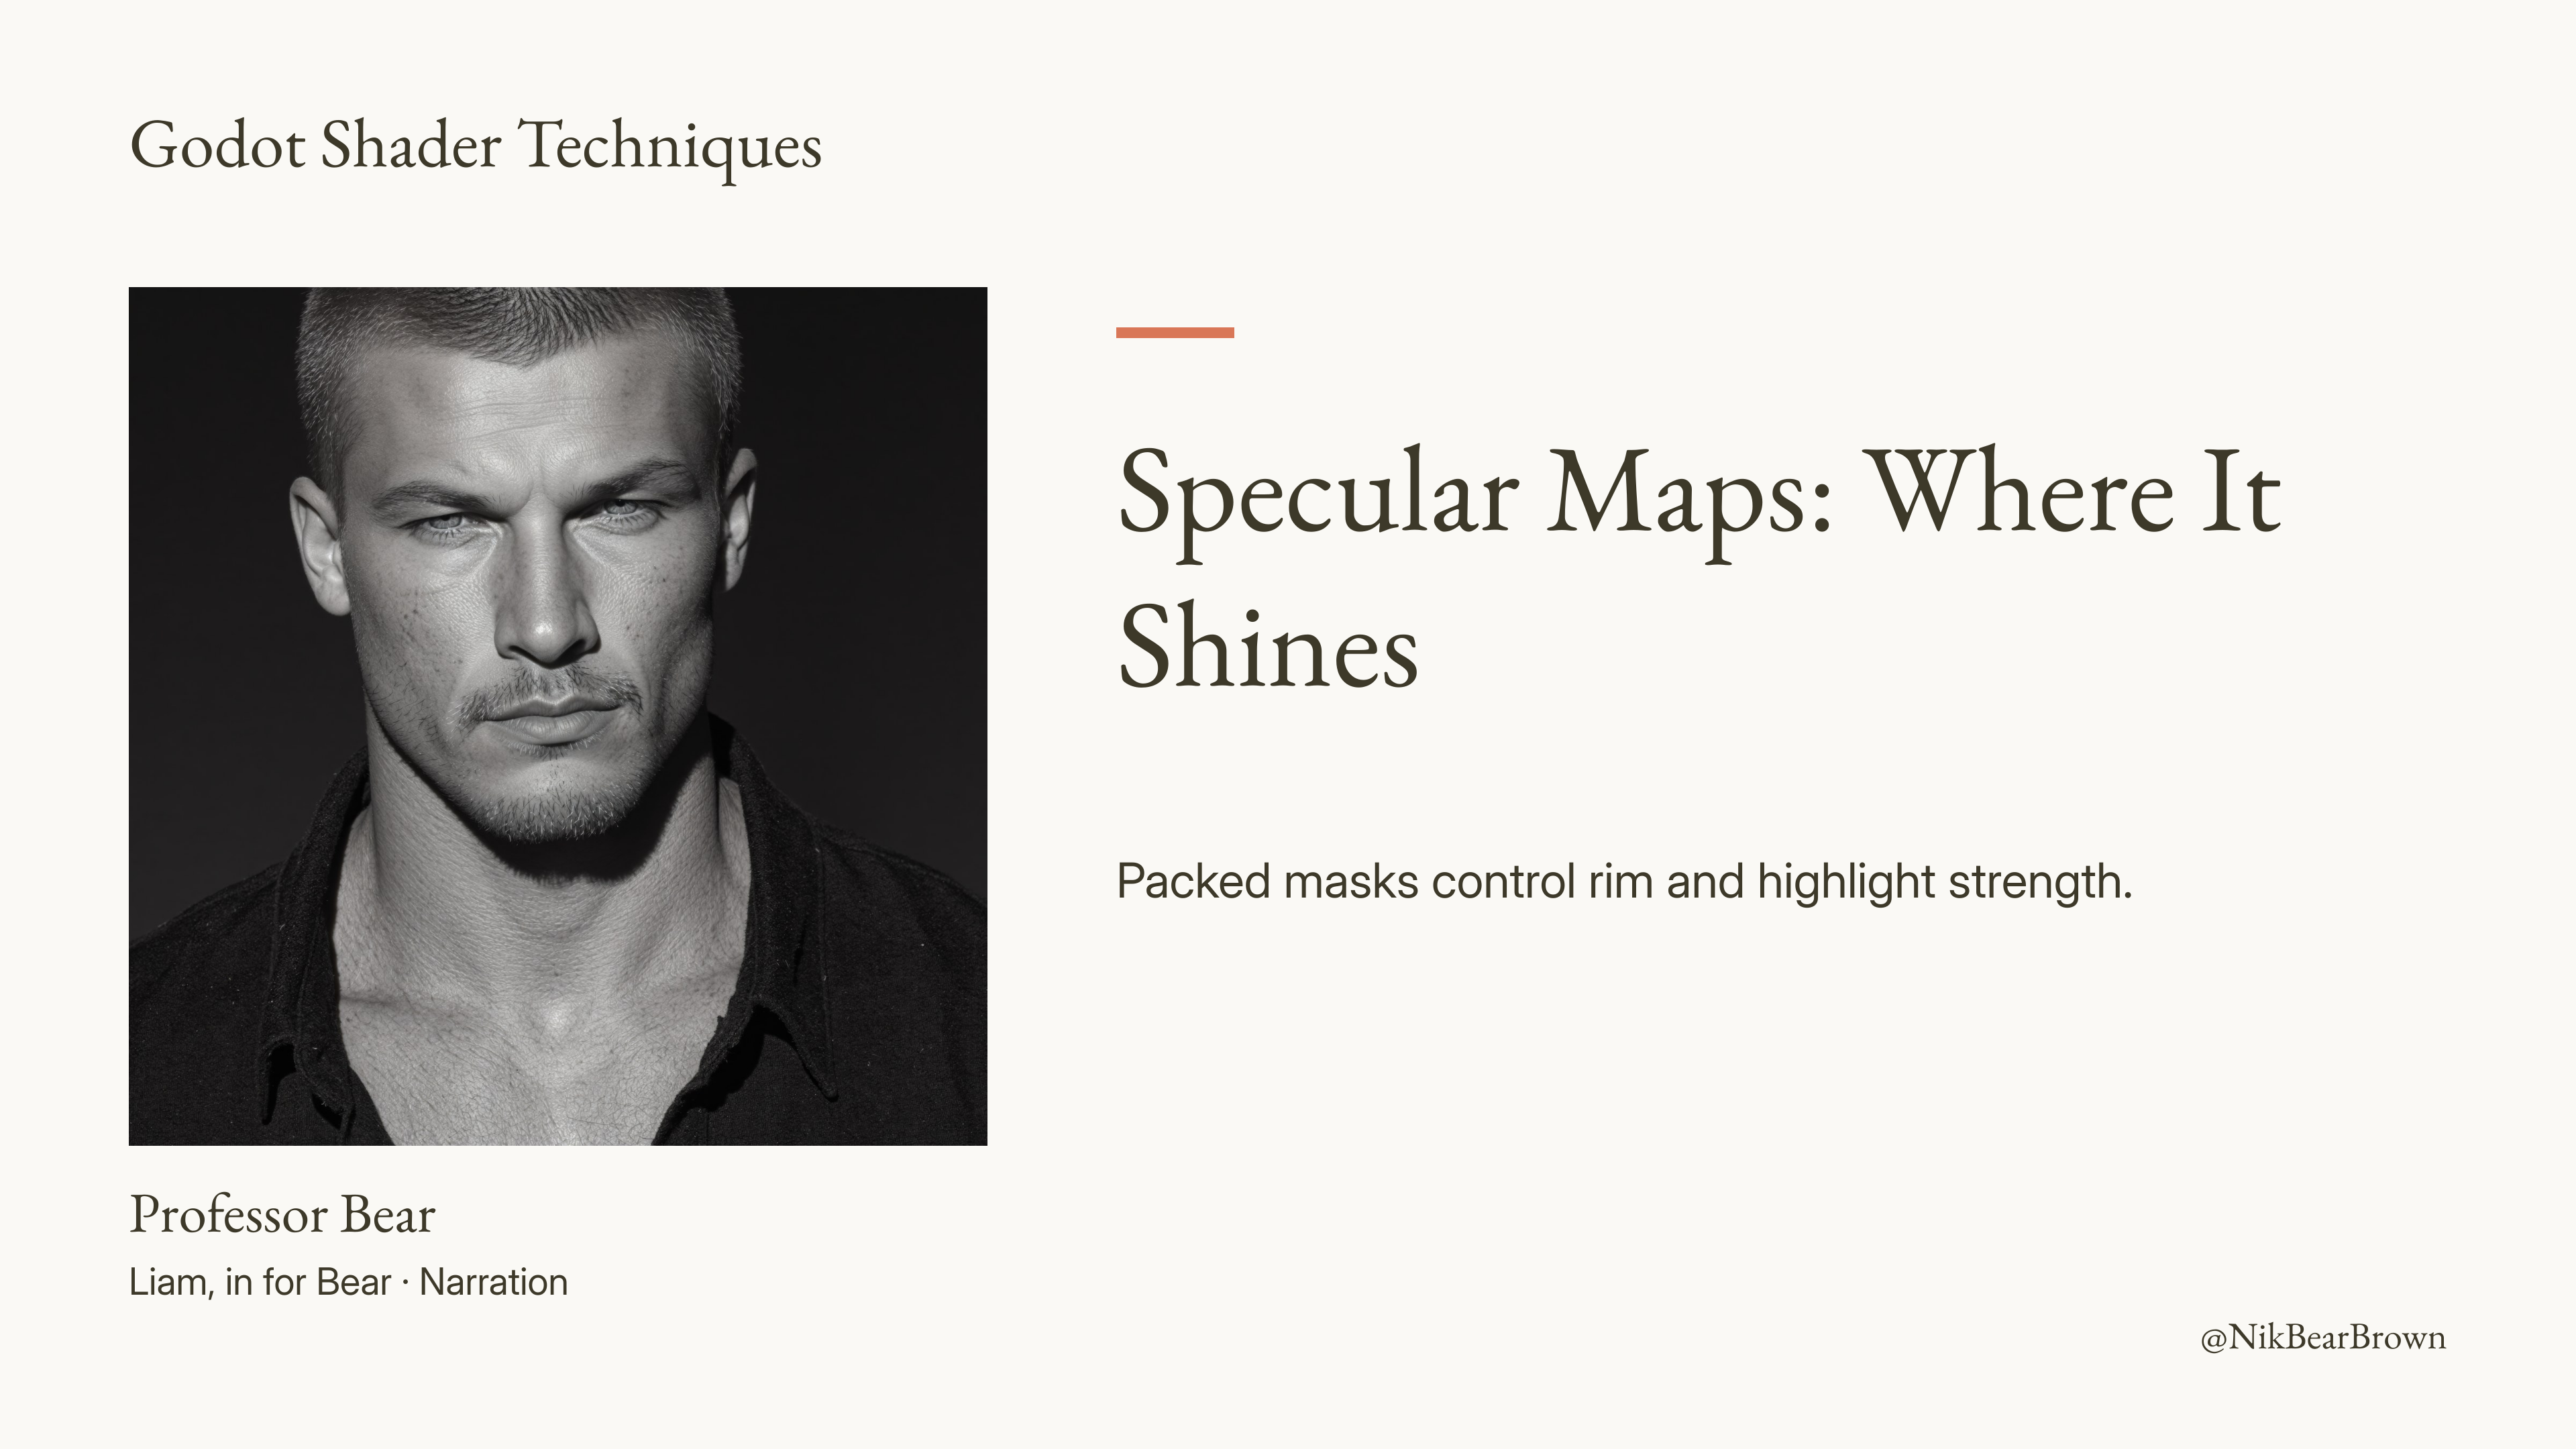 Godot Shader Techniques
Specular Maps: Where It
Shines
Packed masks control rim and highlight strength.
Professor Bear
Liam, in for Bear · Narration
@NikBearBrown